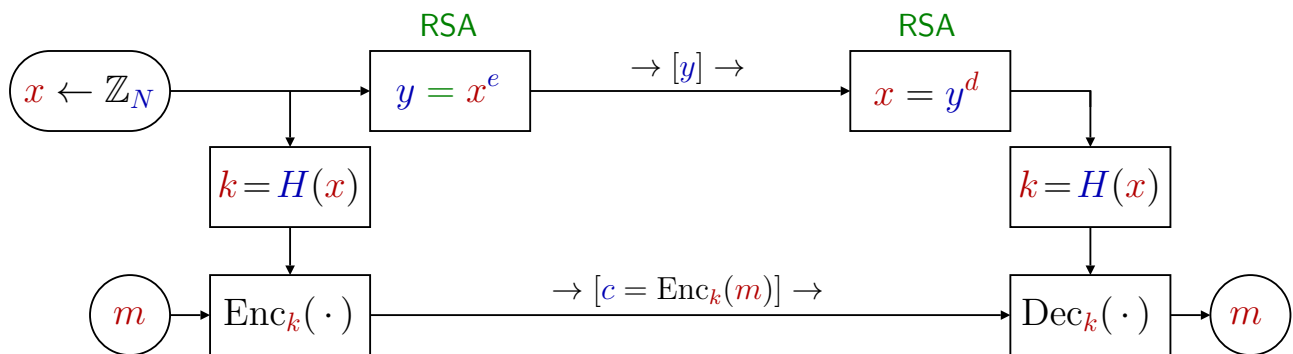 RSA RSA
x ← ℤ_N y = x^e → [y] → x = y^d
k = H(x) k = H(x)
m Enc_k(·) → [c = Enc_k(m)] → Dec_k(·) m